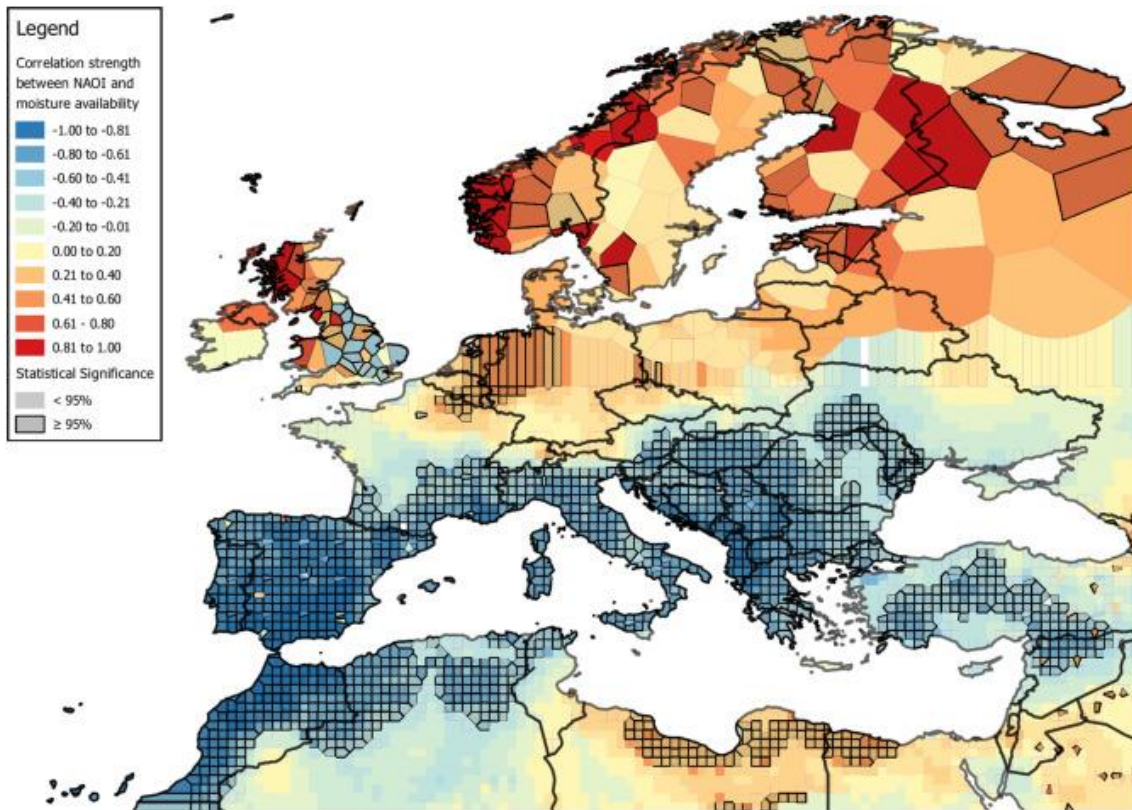 Legend
Correlation strength
between NAOI and
moisture availability
-1.00 to -0.81
-0.80 to -0.61
-0.60 to -0.41
-0.40 to -0.21
-0.20 to -0.01
0.00 to 0.20
0.21 to 0.40
0.41 to 0.60
0.61 - 0.80
0.81 to 1.00
Statistical Significance
< 95%
≥ 95%